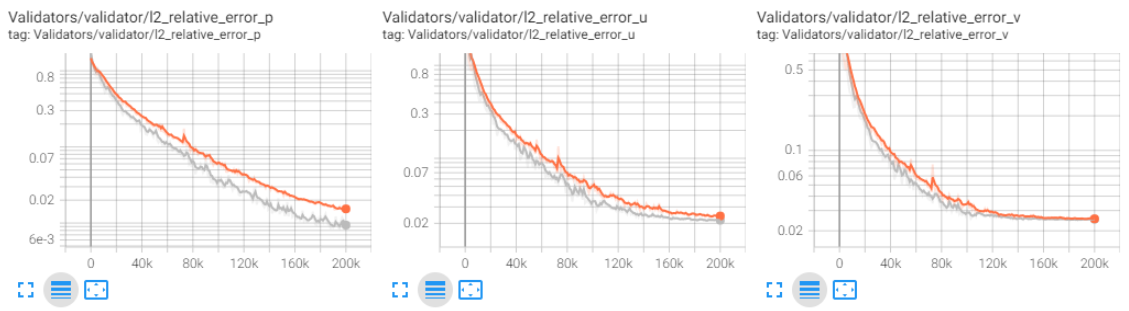 Validators/validator/l2_relative_error_p
tag: Validators/validator/l2_relative_error_p
0.8
0.3
0.07
0.02
6e-3
0 40k 80k 120k 160k 200k
Validators/validator/l2_relative_error_u
tag: Validators/validator/l2_relative_error_u
0.8
0.3
0.07
0.02
0 40k 80k 120k 160k 200k
Validators/validator/l2_relative_error_v
tag: Validators/validator/l2_relative_error_v
0.5
0.1
0.06
0.02
0 40k 80k 120k 160k 200k